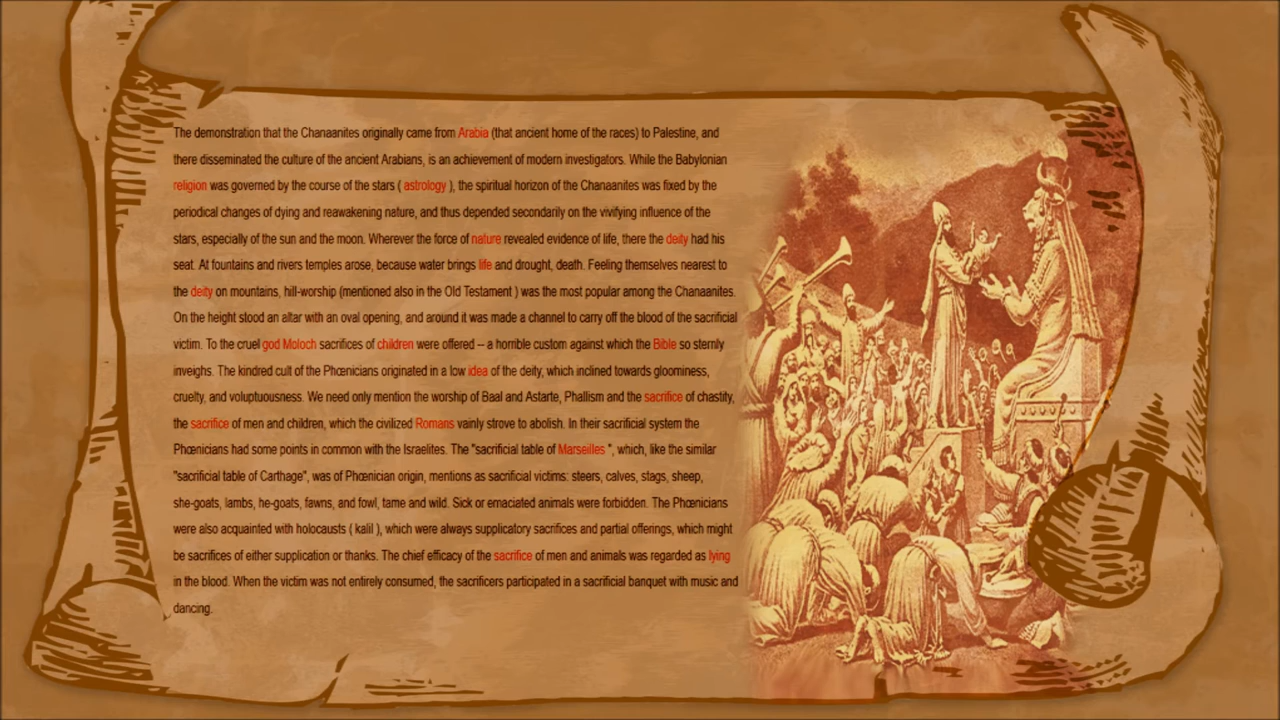 The demonstration that the Chanaanites originally came from Arabia (that ancient home of the races) to Palestine, and
there disseminated the culture of the ancient Arabians, is an achievement of modern investigators. While the Babylonian
religion was governed by the course of the stars ( astrology ), the spiritual horizon of the Chanaanites was fixed by the
periodical changes of dying and reawakening nature, and thus depended secondarily on the vivifying influence of the
stars, especially of the sun and the moon. Wherever the force of nature revealed evidence of life, there the deity had his
seat. At fountains and rivers temples arose, because water brings life and drought, death. Feeling themselves nearest to
the deity on mountains, hill-worship (mentioned also in the Old Testament ) was the most popular among the Chanaanites.
On the height stood an altar with an oval opening, and around it was made a channel to carry off the blood of the sacrificial
victim. To the cruel god Moloch sacrifices of children were offered -- a horrible custom against which the Bible so sternly
inveighs. The kindred cult of the Phœnicians originated in a low idea of the deity, which inclined towards gloominess,
cruelty, and voluptuousness. We need only mention the worship of Baal and Astarte, Phallism and the sacrifice of chastity,
the sacrifice of men and children, which the civilized Romans vainly strove to abolish. In their sacrificial system the
Phœnicians had some points in common with the Israelites. The "sacrificial table of Marseilles ", which, like the similar
"sacrificial table of Carthage", was of Phœnician origin, mentions as sacrificial victims: steers, calves, stags, sheep,
she-goats, lambs, he-goats, fawns, and fowl, tame and wild. Sick or emaciated animals were forbidden. The Phœnicians
were also acquainted with holocausts ( kalil ), which were always supplicatory sacrifices and partial offerings, which might
be sacrifices of either supplication or thanks. The chief efficacy of the sacrifice of men and animals was regarded as lying
in the blood. When the victim was not entirely consumed, the sacrificers participated in a sacrificial banquet with music and
dancing.